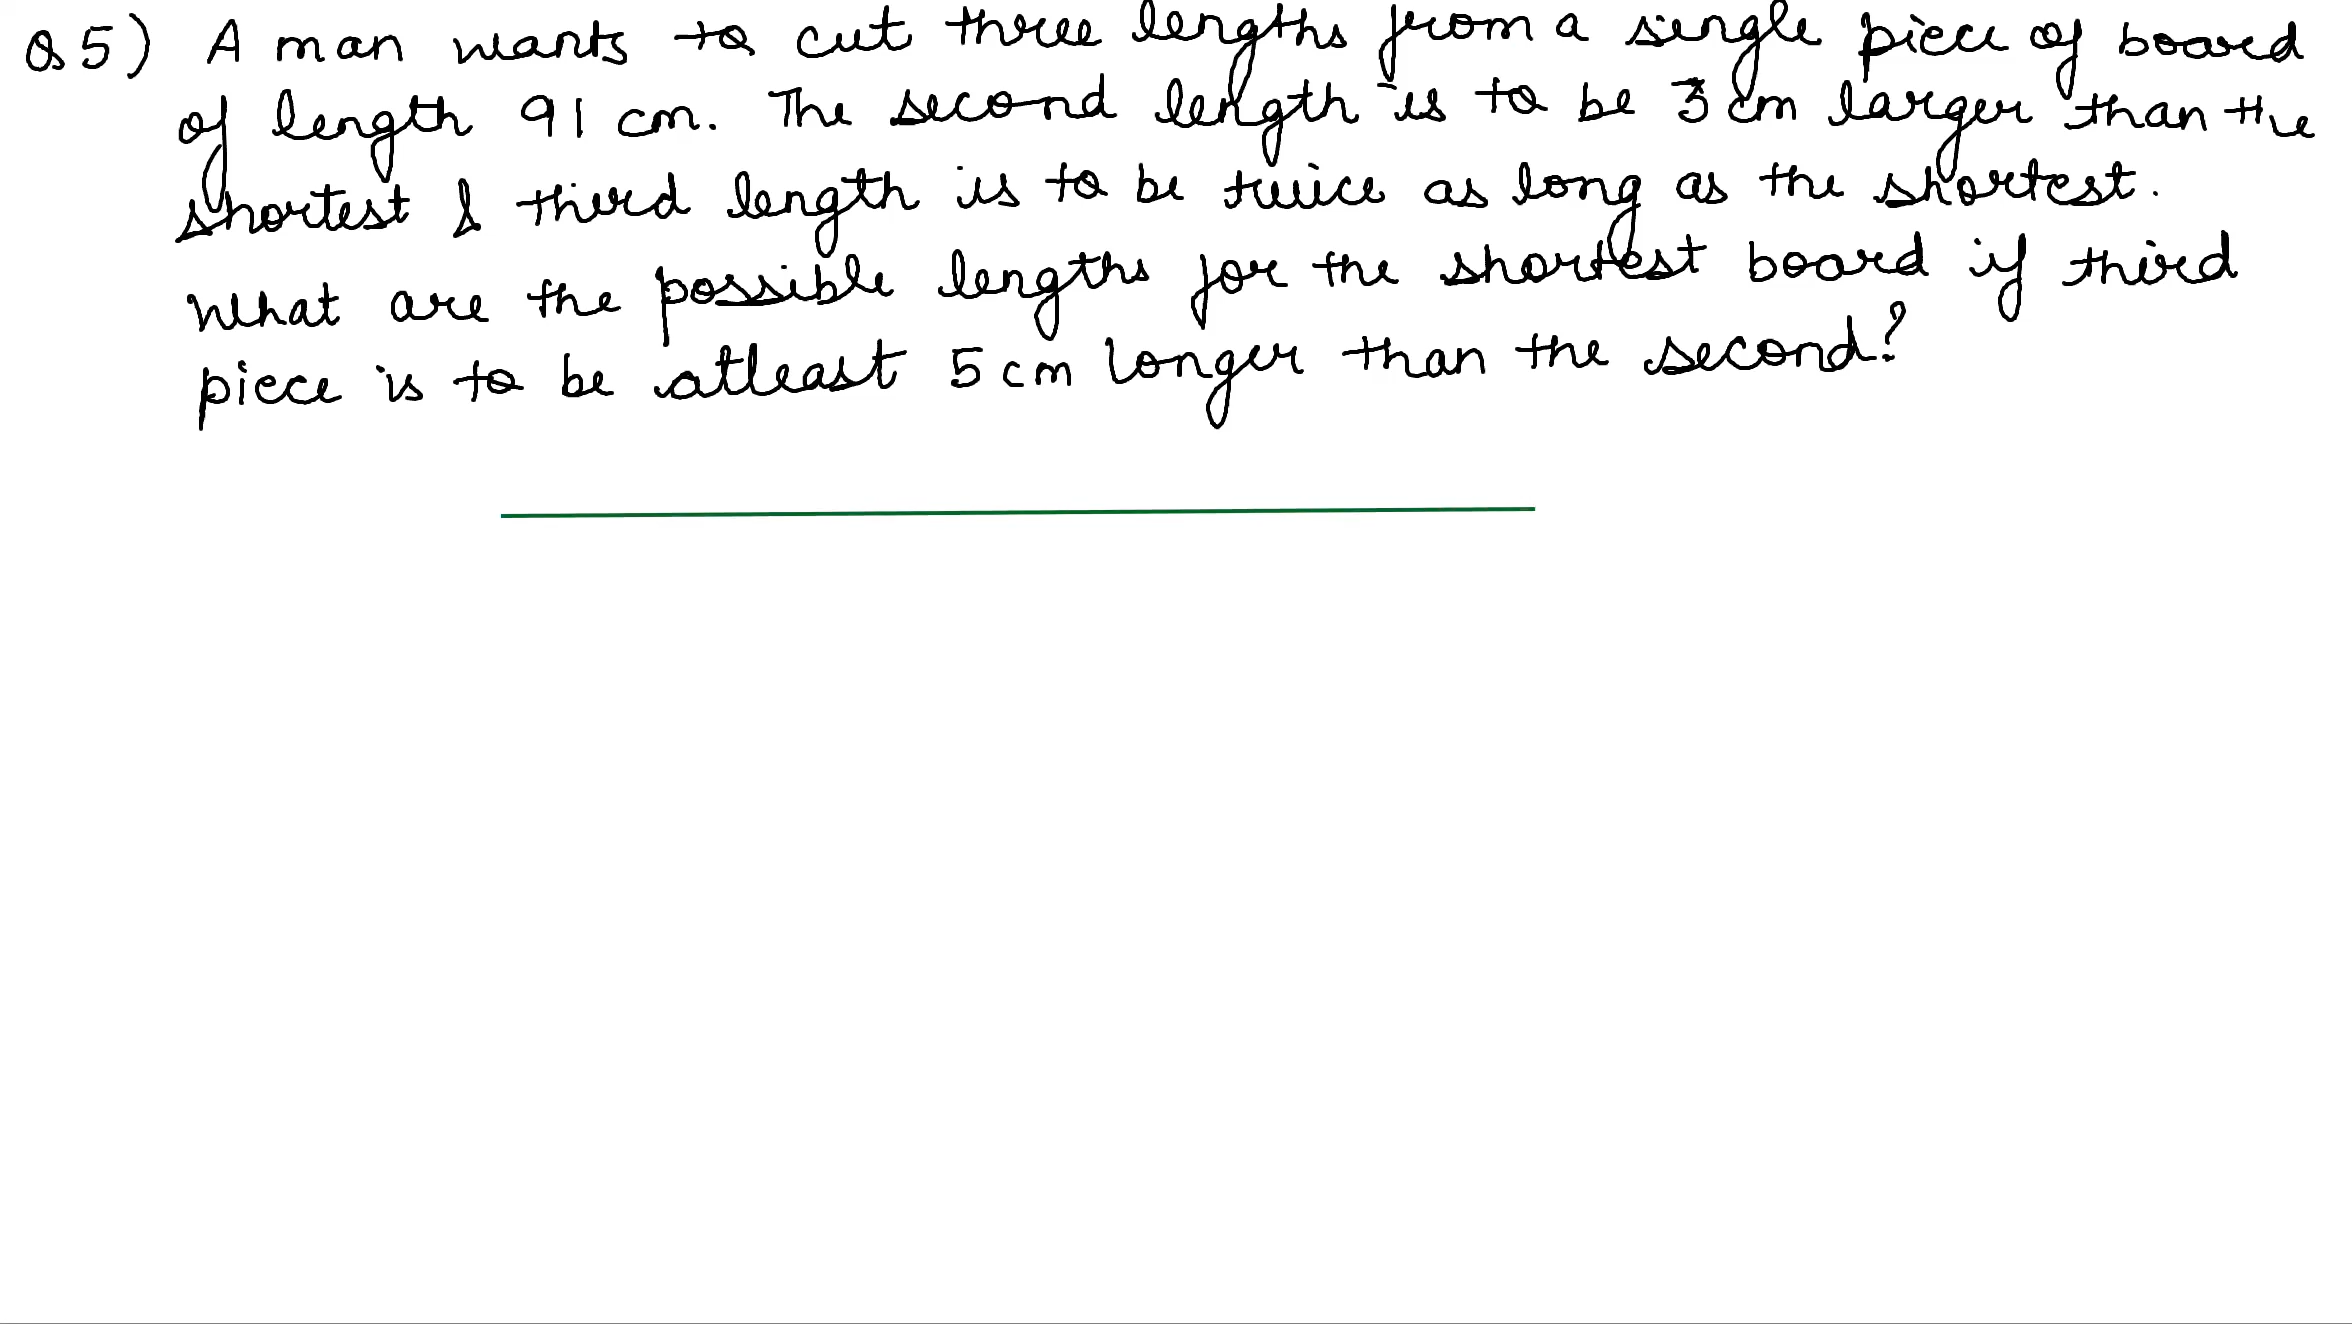 Q5) A man wants to cut three lengths from a single piece of board
of length 91 cm. The second length is to be 3 cm larger than the
shortest & third length is to be twice as long as the shortest.
What are the possible lengths for the shortest board if third
piece is to be atleast 5 cm longer than the second?